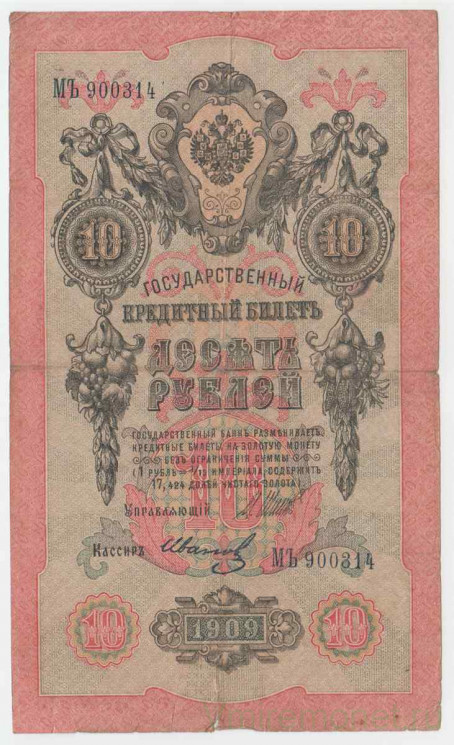 МЪ 900314
10 10
ГОСУДАРСТВЕННЫЙ
КРЕДИТНЫЙ БИЛЕТЪ
ДЕСЯТЬ
РУБЛЕЙ
ГОСУДАРСТВЕННЫЙ БАНКЪ РАЗМѢНИВАЕТЪ
КРЕДИТНЫЕ БИЛЕТЫ НА ЗОЛОТУЮ МОНЕТУ
БЕЗЪ ОГРАНИЧЕНІЯ СУММЫ
(1 РУБЛЬ = 1/15 ИМПЕРІАЛА, СОДЕРЖИТЪ
17,424 ДОЛЕЙ ЧИСТАГО ЗОЛОТА).
10
Управляющій
Кассиръ Иванов
МЪ 900314
10 1909 10